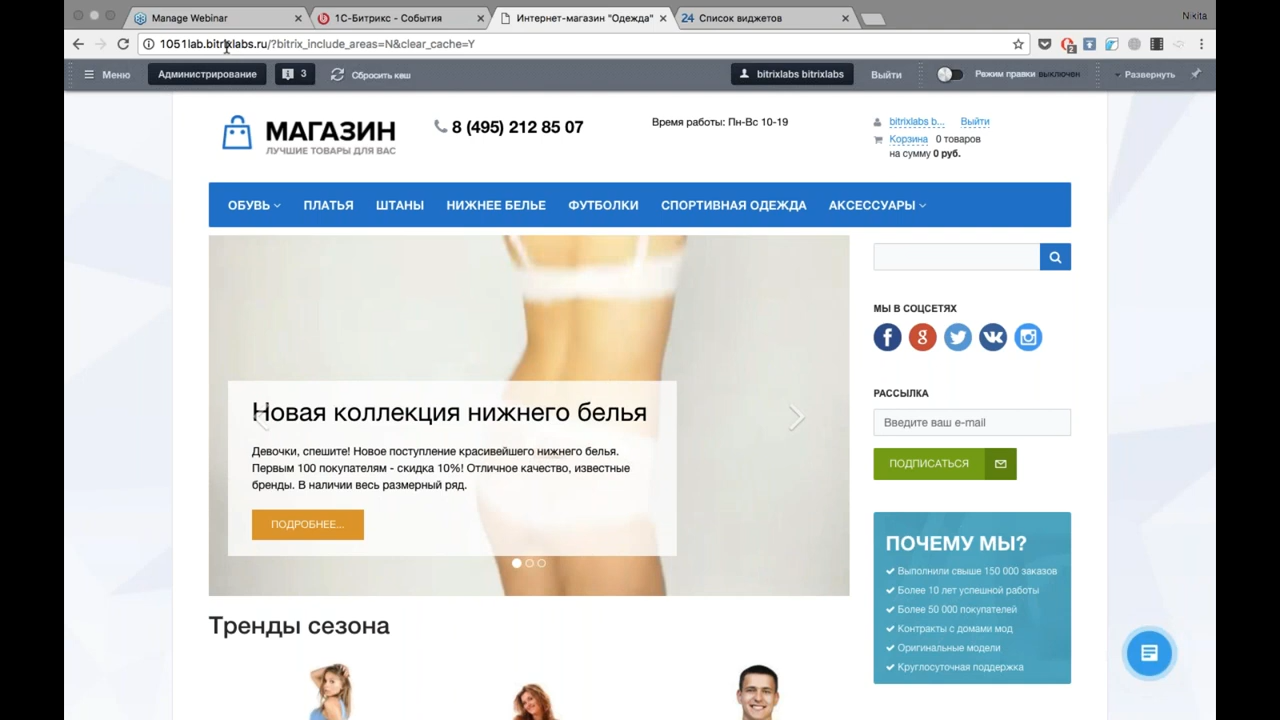 Manage Webinar
1С-Битрикс - События
Интернет-магазин "Одежда"
24 Список виджетов
Nikita
1051lab.bitrixlabs.ru/?bitrix_include_areas=N&clear_cache=Y
2
Меню
Администрирование
3
Сбросить кеш
bitrixlabs bitrixlabs
Выйти
Режим правки выключен
Развернуть
МАГАЗИН
ЛУЧШИЕ ТОВАРЫ ДЛЯ ВАС
8 (495) 212 85 07
Время работы: Пн-Вс 10-19
bitrixlabs b... Выйти
Корзина 0 товаров
на сумму 0 руб.
ОБУВЬ ПЛАТЬЯ ШТАНЫ НИЖНЕЕ БЕЛЬЕ ФУТБОЛКИ СПОРТИВНАЯ ОДЕЖДА АКСЕССУАРЫ
Новая коллекция нижнего белья
Девочки, спешите! Новое поступление красивейшего нижнего белья.
Первым 100 покупателям - скидка 10%! Отличное качество, известные
бренды. В наличии весь размерный ряд.
ПОДРОБНЕЕ...
Тренды сезона
МЫ В СОЦСЕТЯХ
РАССЫЛКА
Введите ваш e-mail
ПОДПИСАТЬСЯ
ПОЧЕМУ МЫ?
Выполнили свыше 150 000 заказов
Более 10 лет успешной работы
Более 50 000 покупателей
Контракты с домами мод
Оригинальные модели
Круглосуточная поддержка